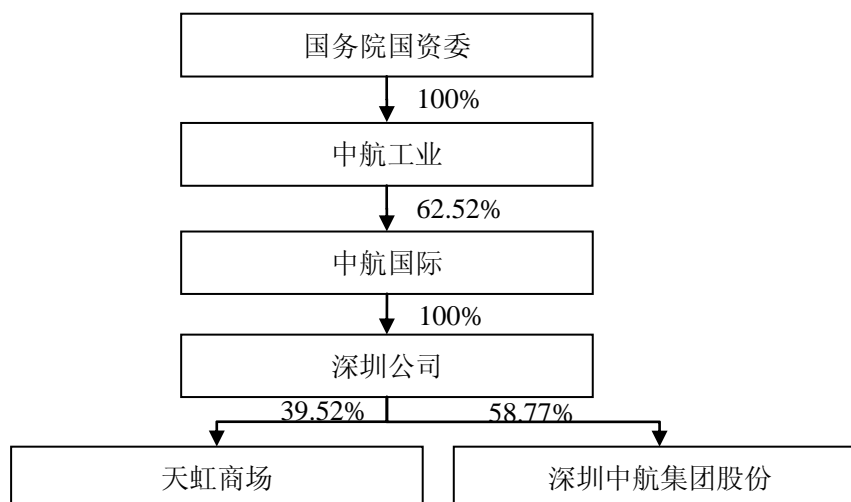 国务院国资委
100%
中航工业
62.52%
中航国际
100%
深圳公司
39.52%
58.77%
天虹商场
深圳中航集团股份